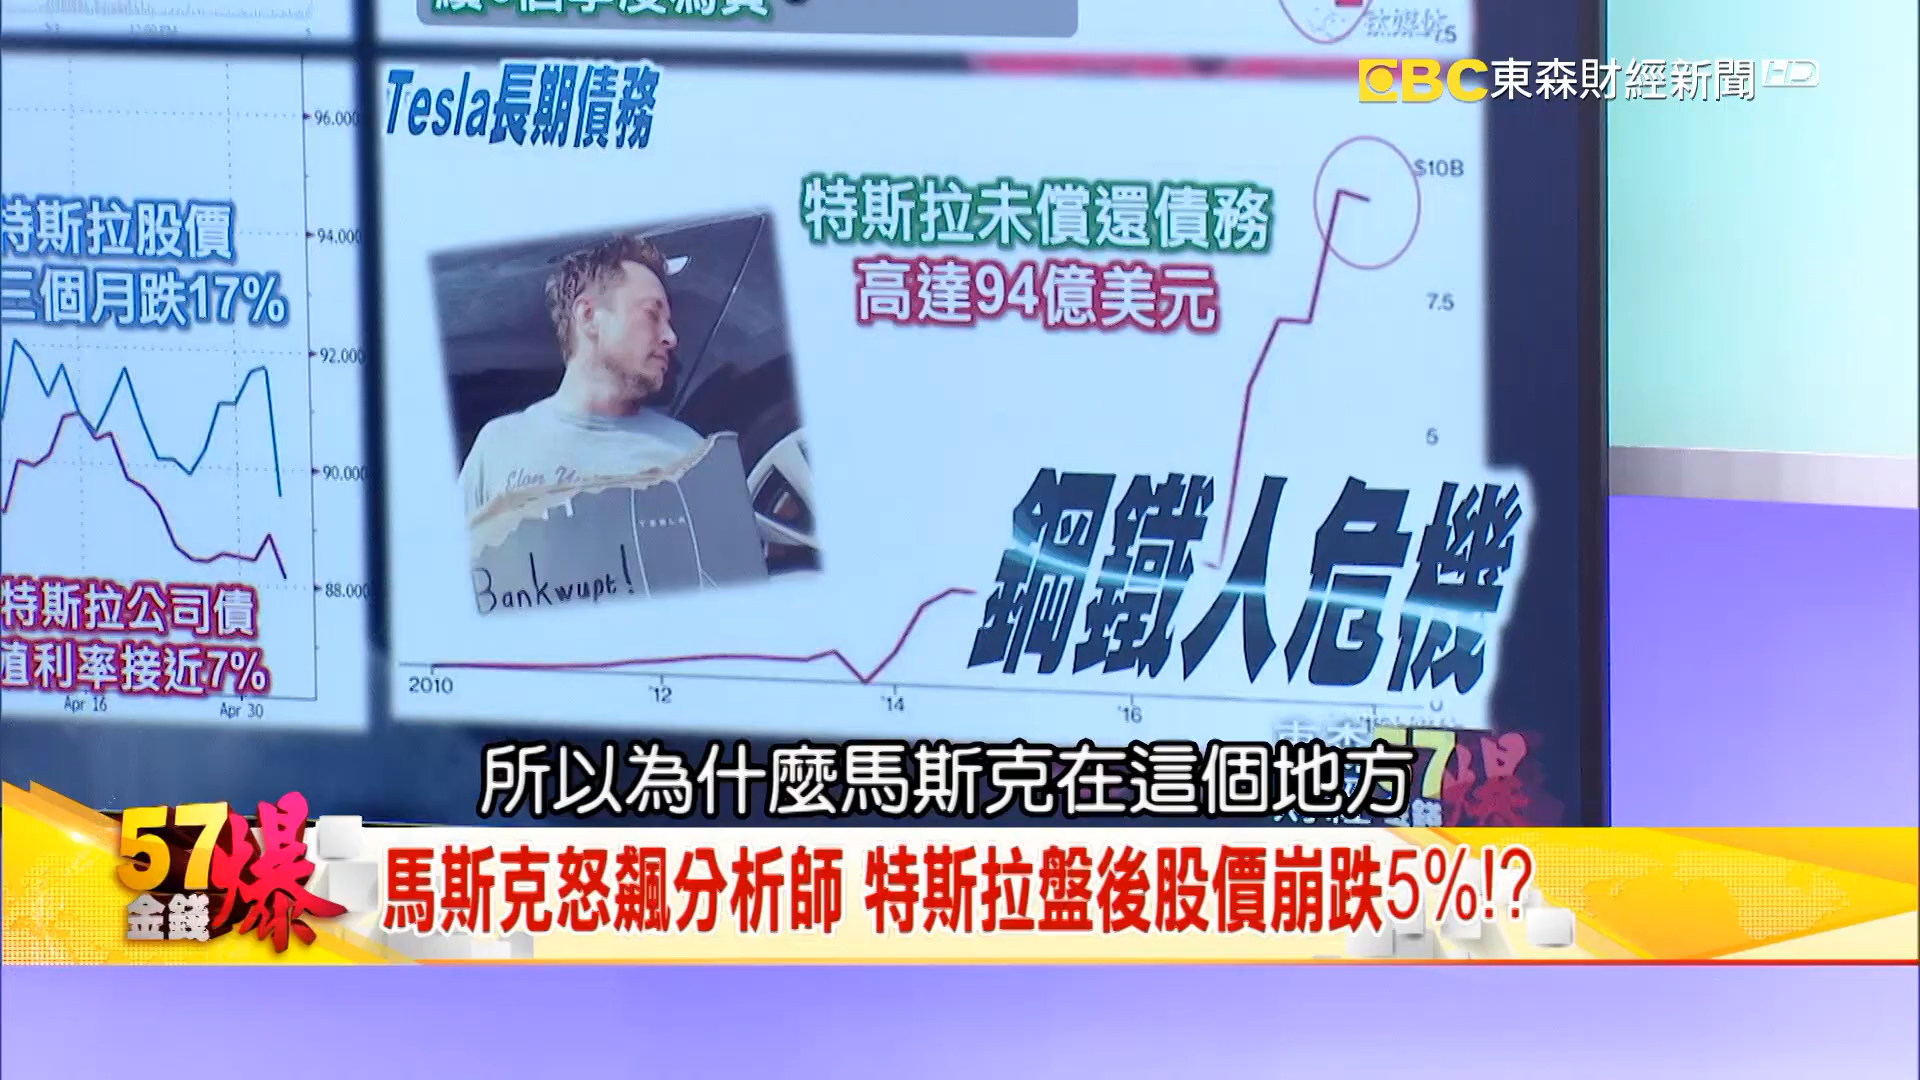 EBC 東森財經新聞 HD
Tesla長期債務
特斯拉未償還債務
高達94億美元
$10B
7.5
5
0
96.000
94.000
92.000
90.000
88.000
特斯拉股價
三個月跌17%
特斯拉公司債
殖利率接近7%
Apr 16
Apr 30
TESLA
Bankwupt!
鋼鐵人危機
2010
'12
'14
'16
所以為什麼馬斯克在這個地方
57
金錢
爆
馬斯克怒飆分析師 特斯拉盤後股價崩跌5%!?